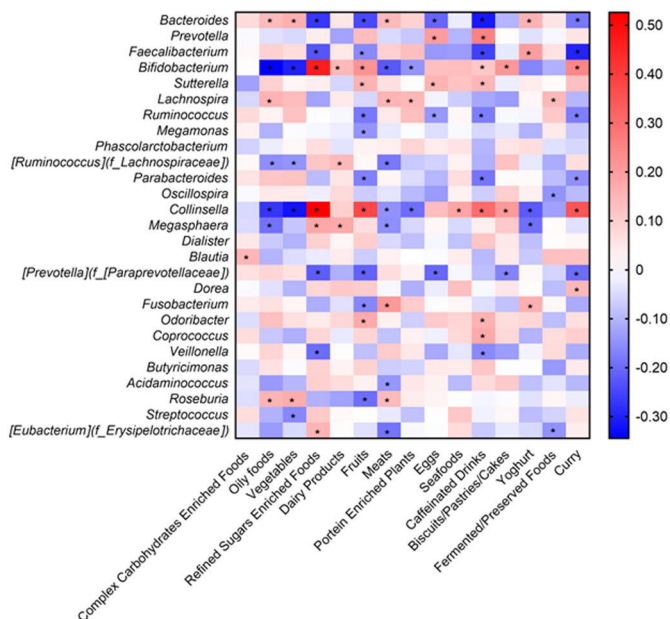 Bacteroides
Prevotella
Faecalibacterium
Bifidobacterium
Sutterella
Lachnospira
Ruminococcus
Megamonas
Phascolarctobacterium
[Ruminococcus](f_Lachnospiraceae])
Parabacteroides
Oscillospira
Collinsella
Megasphaera
Dialister
Blautia
[Prevotella](f_[Paraprevotellaceae])
Dorea
Fusobacterium
Odoribacter
Coprococcus
Veillonella
Butyricimonas
Acidaminococcus
Roseburia
Streptococcus
[Eubacterium](f_Erysipelotrichaceae])
Complex Carbohydrates Enriched Foods
Oily foods
Vegetables
Refined Sugars Enriched Foods
Dairy Products
Fruits
Meats
Portein Enriched Plants
Eggs
Seafoods
Caffeinated Drinks
Biscuits/Pastries/Cakes
Yoghurt
Fermented/Preserved Foods
Curry
0.50
0.40
0.30
0.20
0.10
0
-0.10
-0.20
-0.30